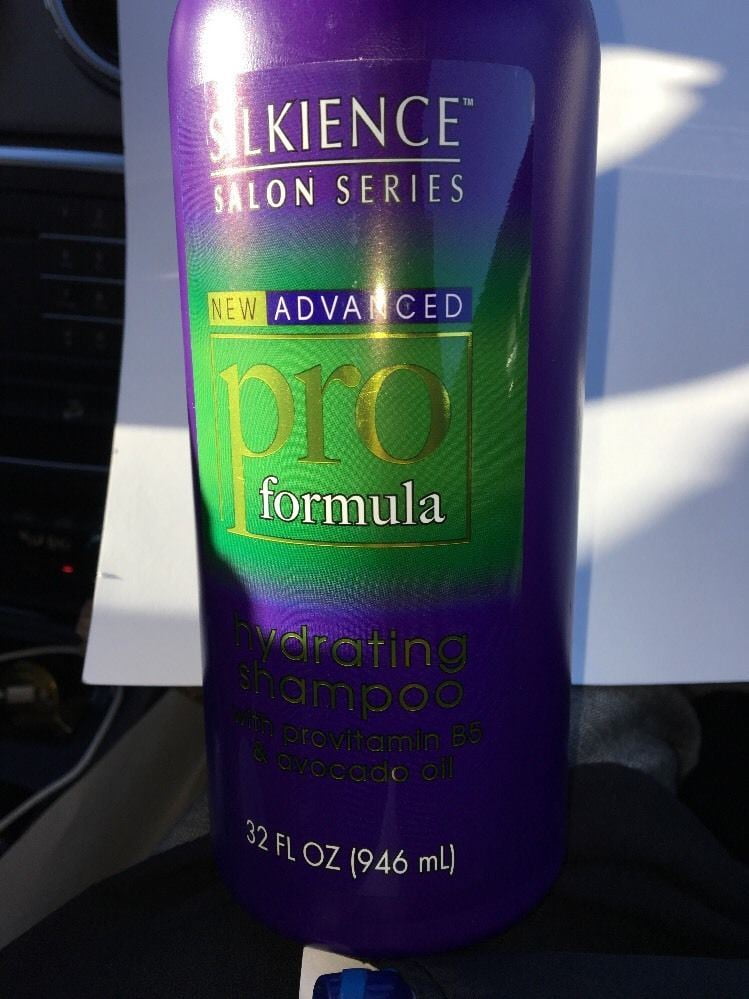 SILKIENCE™
SALON SERIES
NEW ADVANCED
pro
formula
hydrating
shampoo
with provitamin B5
& avocado oil
32 FL OZ (946 mL)